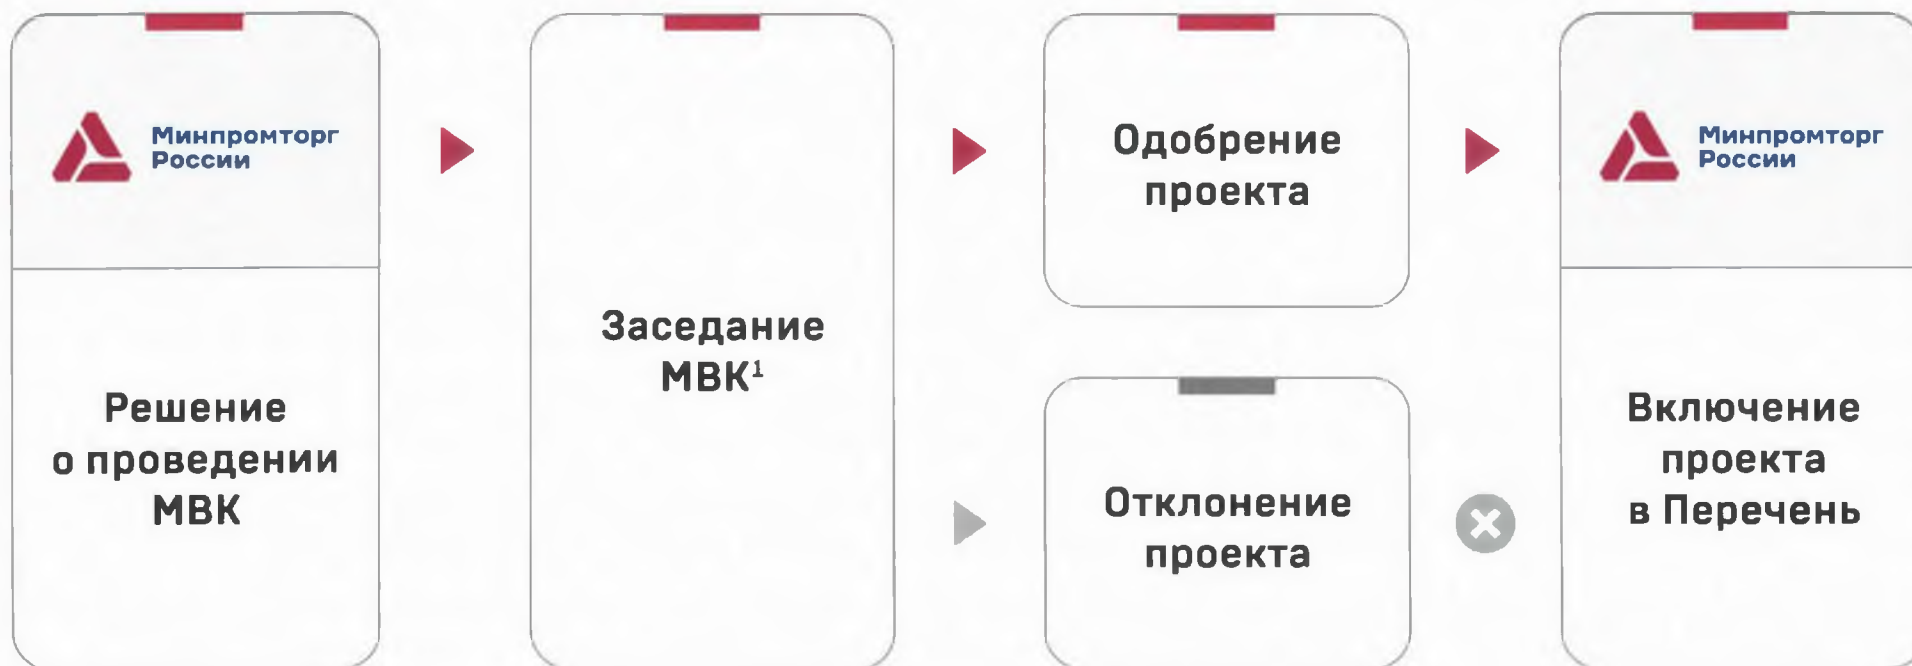 Минпромторг
России
Решение
о проведении
МВК
Заседание
МВК¹
Одобрение
проекта
Отклонение
проекта
Минпромторг
России
Включение
проекта
в Перечень